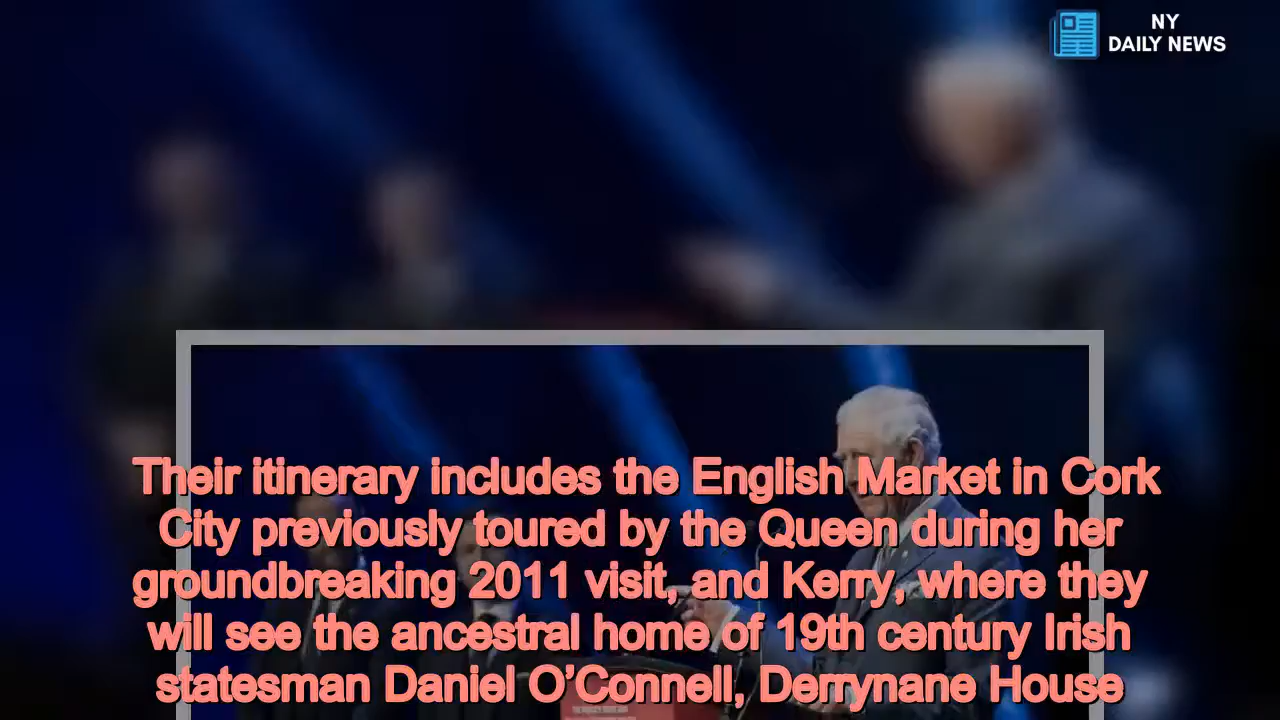 NY
DAILY NEWS
Their itinerary includes the English Market in Cork
City previously toured by the Queen during her
groundbreaking 2011 visit, and Kerry, where they
will see the ancestral home of 19th century Irish
statesman Daniel O’Connell, Derrynane House